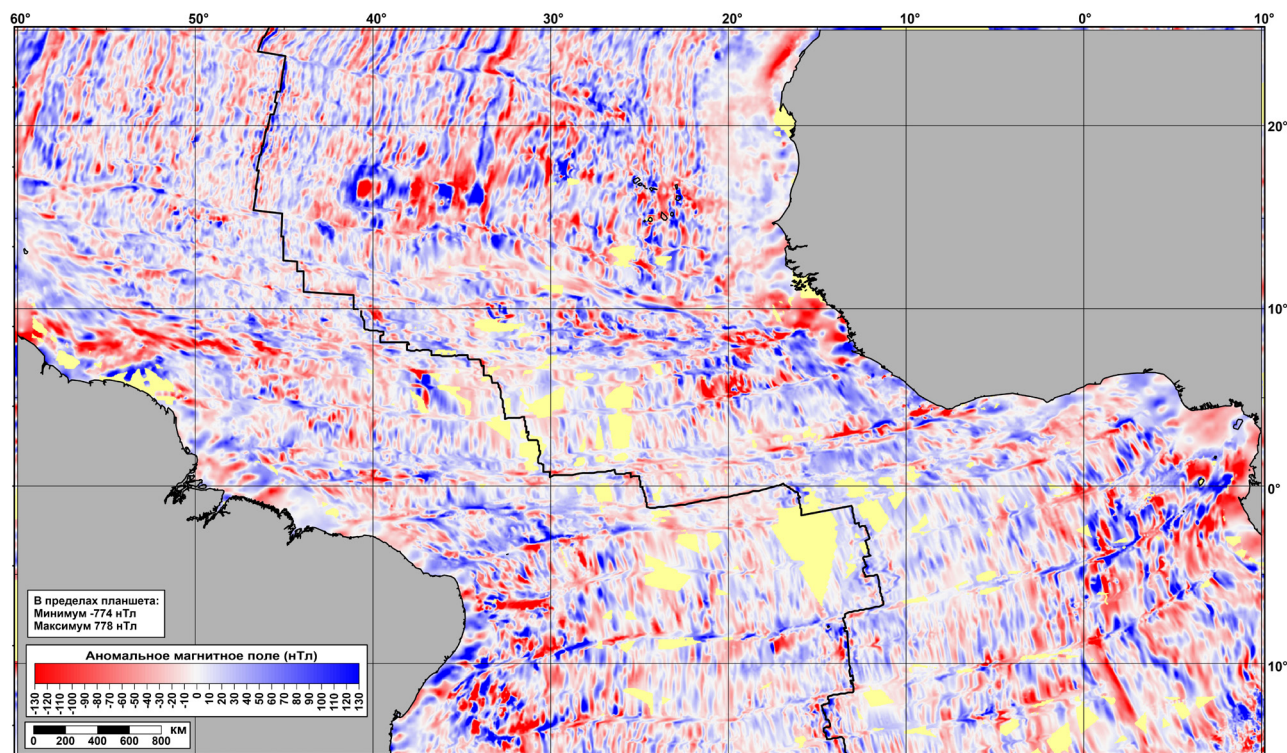 60° 50° 40° 30° 20° 10° 0° 10°
20°
10°
0°
10°
В пределах планшета:
Минимум -774 нТл
Максимум 778 нТл
Аномальное магнитное поле (нТл)
-130 -120 -110 -100 -90 -80 -70 -60 -50 -40 -30 -20 -10 0 10 20 30 40 50 60 70 80 90 100 110 120 130
КМ
0 200 400 600 800